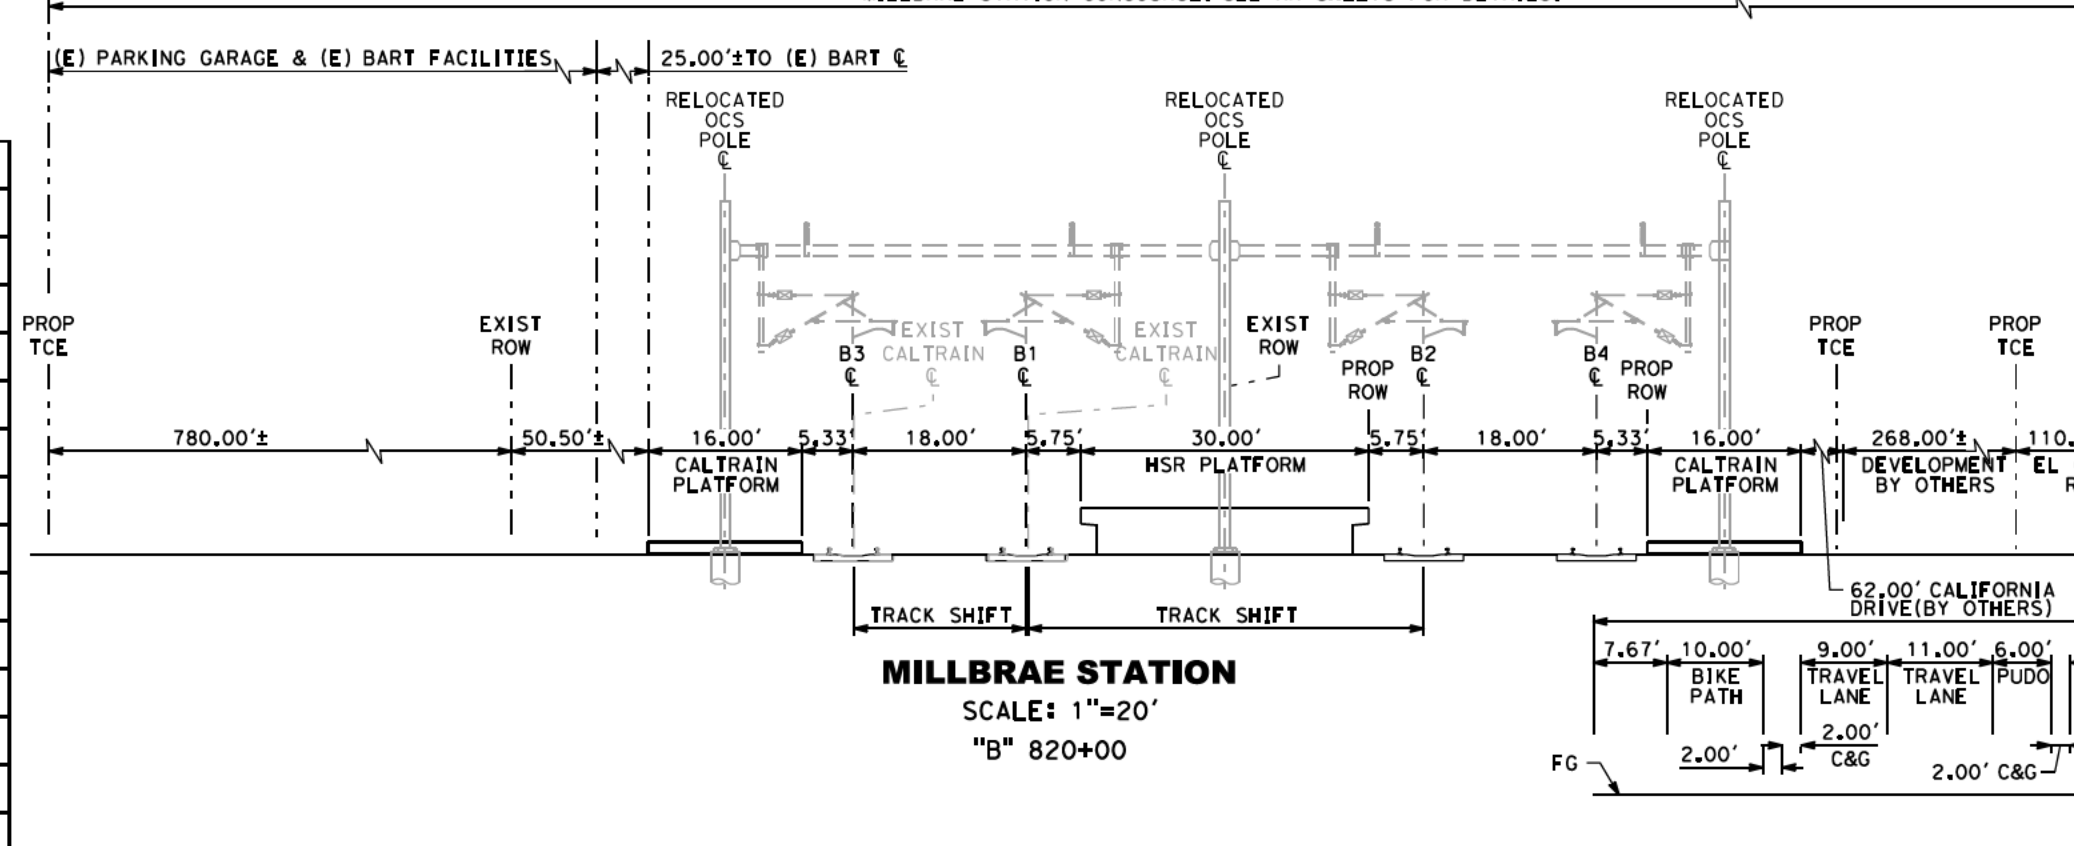 (E) PARKING GARAGE & (E) BART FACILITIES
25.00'±TO (E) BART ℄
RELOCATED
OCS
POLE
℄
RELOCATED
OCS
POLE
℄
RELOCATED
OCS
POLE
℄
PROP
TCE
EXIST
ROW
B3
℄
EXIST
CALTRAIN
℄
B1
℄
EXIST
CALTRAIN
℄
EXIST
ROW
PROP
ROW
B2
℄
B4
℄
PROP
ROW
PROP
TCE
PROP
TCE
780.00'±
50.50'±
16.00'
CALTRAIN
PLATFORM
5.33'
18.00'
5.75'
30.00'
HSR PLATFORM
5.75'
18.00'
5.33'
16.00'
CALTRAIN
PLATFORM
268.00'±
DEVELOPMENT
BY OTHERS
110.
EL
R
TRACK SHIFT
TRACK SHIFT
62.00' CALIFORNIA
DRIVE(BY OTHERS)
MILLBRAE STATION
SCALE: 1"=20'
"B" 820+00
7.67'
10.00'
BIKE
PATH
9.00'
TRAVEL
LANE
11.00'
TRAVEL
LANE
6.00'
PUDO
2.00'
2.00'
C&G
2.00' C&G
FG